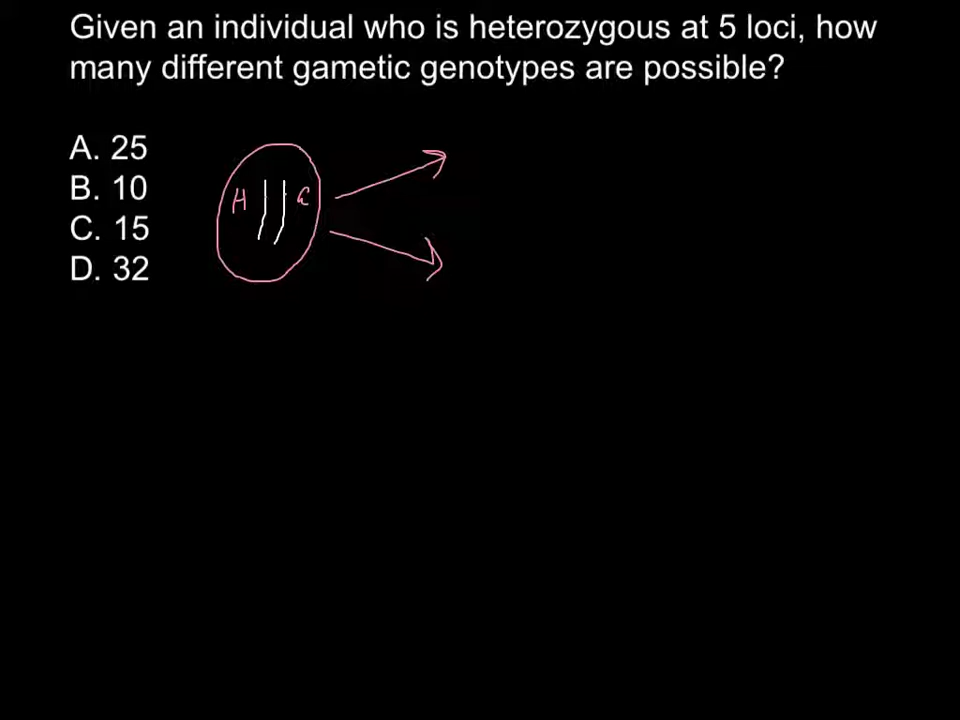 Given an individual who is heterozygous at 5 loci, how
many different gametic genotypes are possible?
A. 25
B. 10
C. 15
D. 32